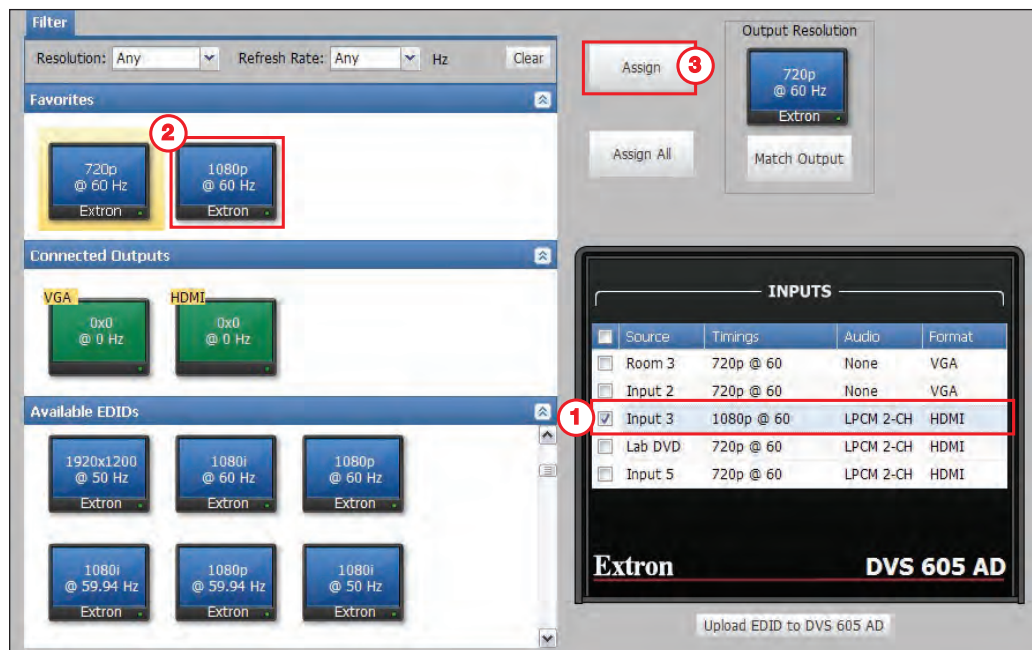 Filter
Resolution: Any Refresh Rate: Any Hz Clear
Favorites
2
720p
@ 60 Hz
Extron
1080p
@ 60 Hz
Extron
Connected Outputs
VGA
0x0
@ 0 Hz
HDMI
0x0
@ 0 Hz
Available EDIDs
1920x1200
@ 50 Hz
Extron
1080i
@ 60 Hz
Extron
1080p
@ 60 Hz
Extron
1080i
@ 59.94 Hz
Extron
1080p
@ 59.94 Hz
Extron
1080i
@ 50 Hz
Extron
Assign
3
Assign All
Output Resolution
720p
@ 60 Hz
Extron
Match Output
INPUTS
Source Timings Audio Format
Room 3 720p @ 60 None VGA
Input 2 720p @ 60 None VGA
1 Input 3 1080p @ 60 LPCM 2-CH HDMI
Lab DVD 720p @ 60 LPCM 2-CH HDMI
Input 5 720p @ 60 LPCM 2-CH HDMI
Extron DVS 605 AD
Upload EDID to DVS 605 AD